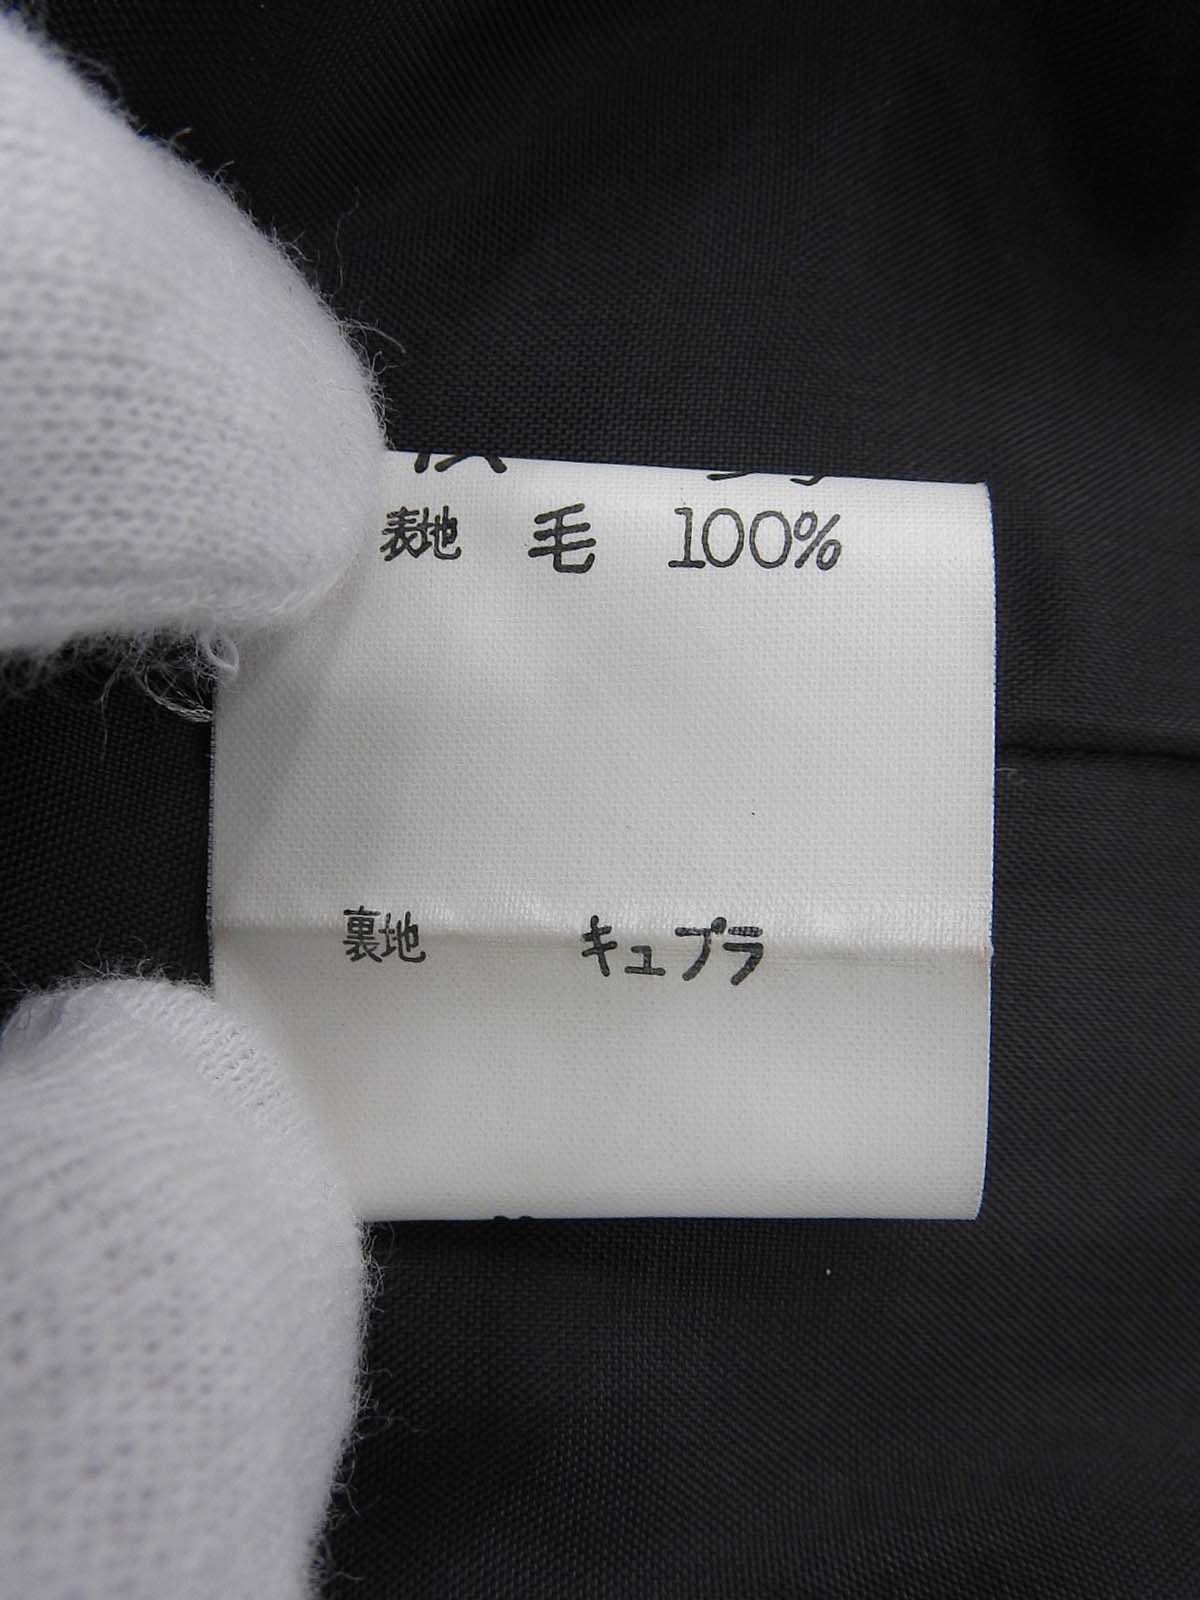 表地 毛 100%
裏地 キュプラ